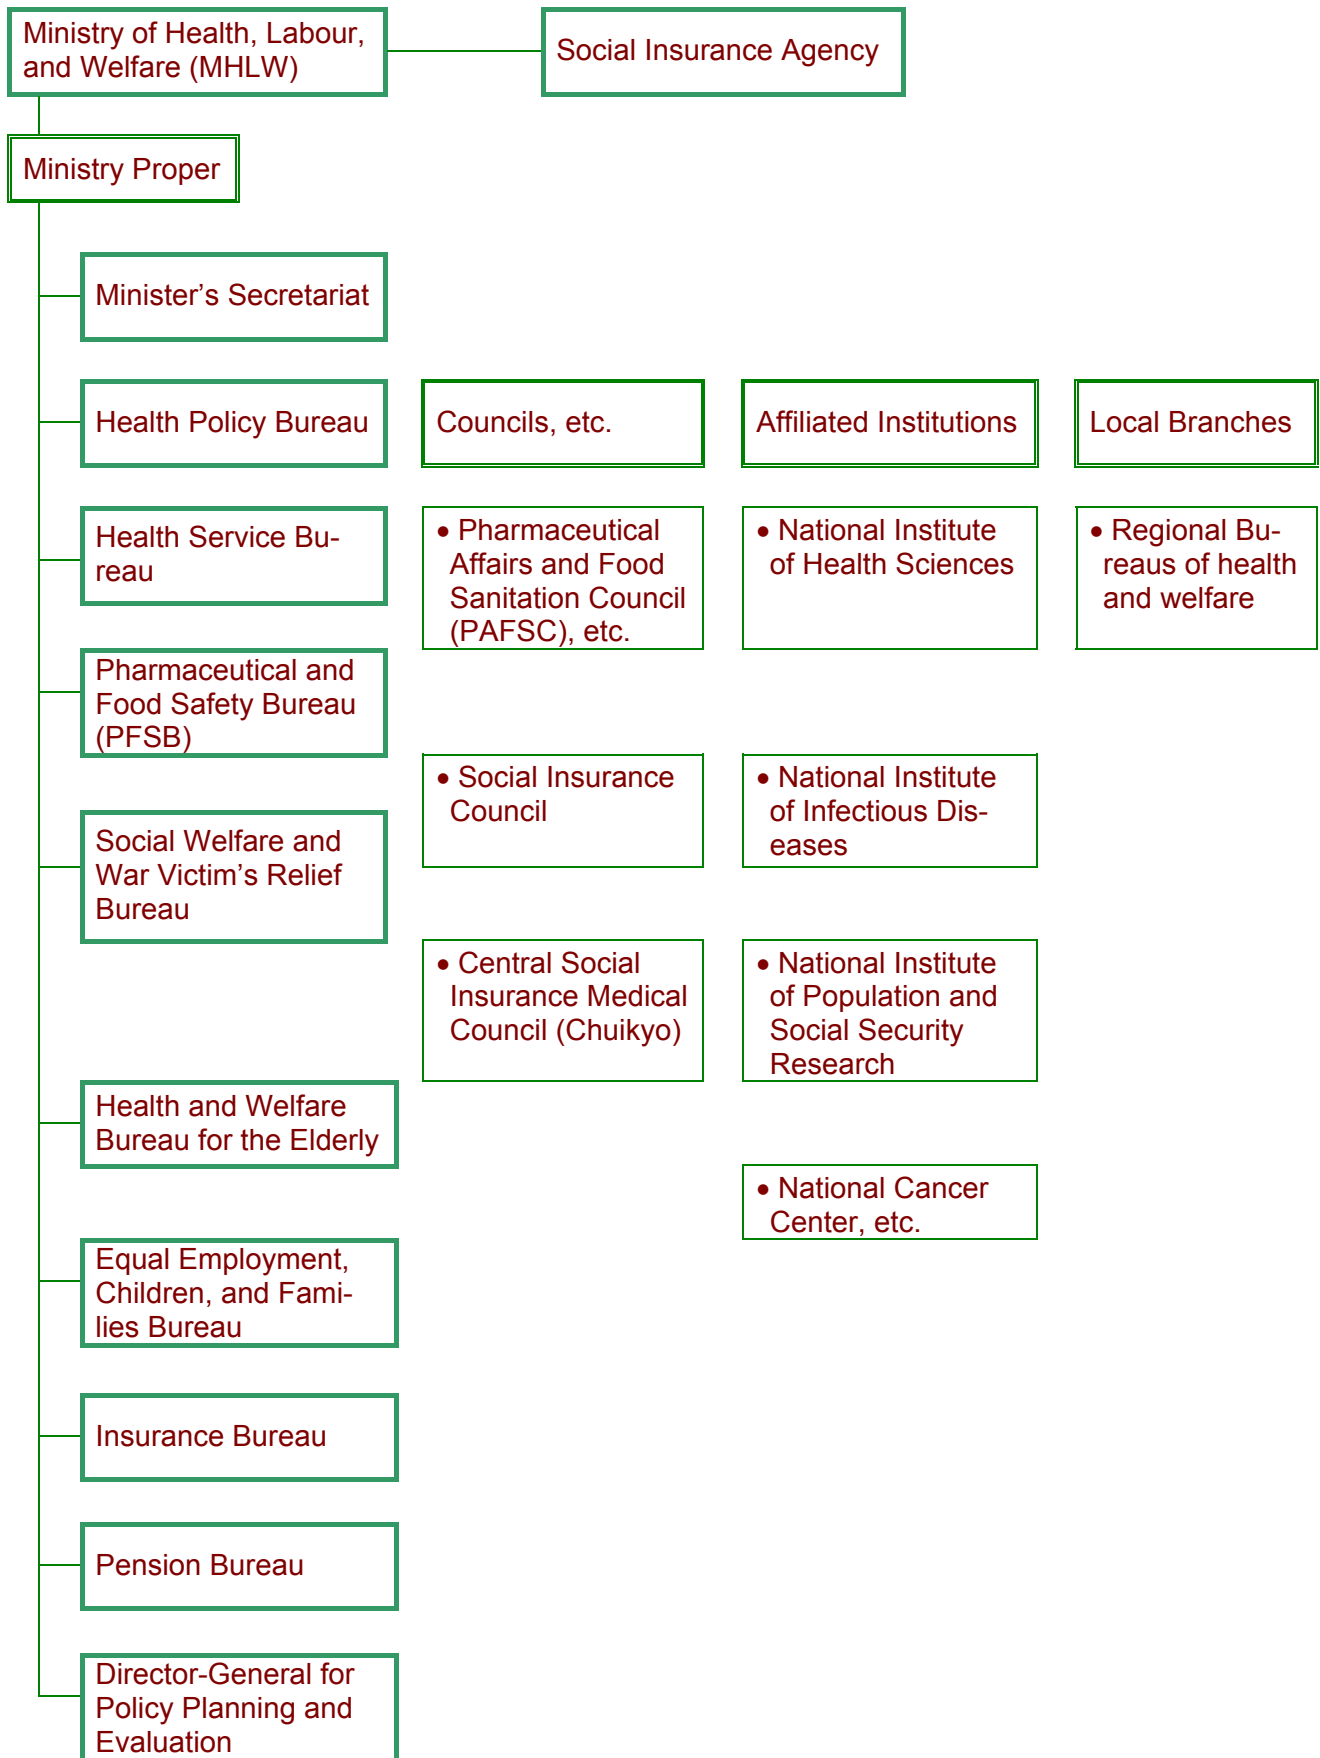 Ministry of Health, Labour,
and Welfare (MHLW)
Social Insurance Agency
Ministry Proper
Minister’s Secretariat
Health Policy Bureau
Councils, etc.
Affiliated Institutions
Local Branches
Health Service Bu-
reau
• Pharmaceutical
Affairs and Food
Sanitation Council
(PAFSC), etc.
• National Institute
of Health Sciences
• Regional Bu-
reaus of health
and welfare
Pharmaceutical and
Food Safety Bureau
(PFSB)
• Social Insurance
Council
• National Institute
of Infectious Dis-
eases
Social Welfare and
War Victim’s Relief
Bureau
• Central Social
Insurance Medical
Council (Chuikyo)
• National Institute
of Population and
Social Security
Research
Health and Welfare
Bureau for the Elderly
• National Cancer
Center, etc.
Equal Employment,
Children, and Fami-
lies Bureau
Insurance Bureau
Pension Bureau
Director-General for
Policy Planning and
Evaluation